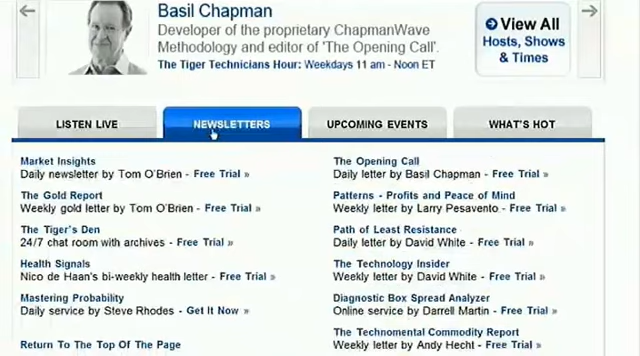 Basil Chapman
Developer of the proprietary ChapmanWave
Methodology and editor of 'The Opening Call'.
The Tiger Technicians Hour: Weekdays 11 am - Noon ET
View All
Hosts, Shows
& Times
LISTEN LIVE
NEWSLETTERS
UPCOMING EVENTS
WHAT'S HOT
Market Insights
Daily newsletter by Tom O'Brien - Free Trial »
The Gold Report
Weekly gold letter by Tom O'Brien - Free Trial »
The Tiger's Den
24/7 chat room with archives - Free Trial »
Health Signals
Nico de Haan's bi-weekly health letter - Free Trial »
Mastering Probability
Daily service by Steve Rhodes - Get It Now »
Return To The Top Of The Page
The Opening Call
Daily letter by Basil Chapman - Free Trial »
Patterns - Profits and Peace of Mind
Weekly letter by Larry Pesavento - Free Trial »
Path of Least Resistance
Daily letter by David White - Free Trial »
The Technology Insider
Weekly letter by David White - Free Trial »
Diagnostic Box Spread Analyzer
Online service by Darrell Martin - Free Trial »
The Technomental Commodity Report
Weekly letter by Andy Hecht - Free Trial »